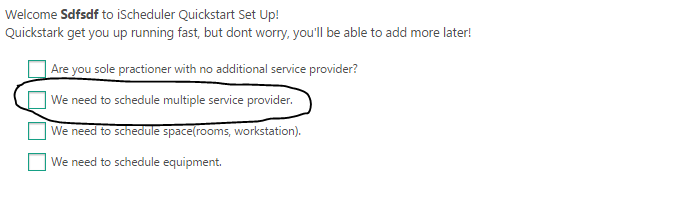 Welcome Sdfsdf to iScheduler Quickstart Set Up!
Quickstark get you up running fast, but dont worry, you'll be able to add more later!
Are you sole practioner with no additional service provider?
We need to schedule multiple service provider.
We need to schedule space(rooms, workstation).
We need to schedule equipment.